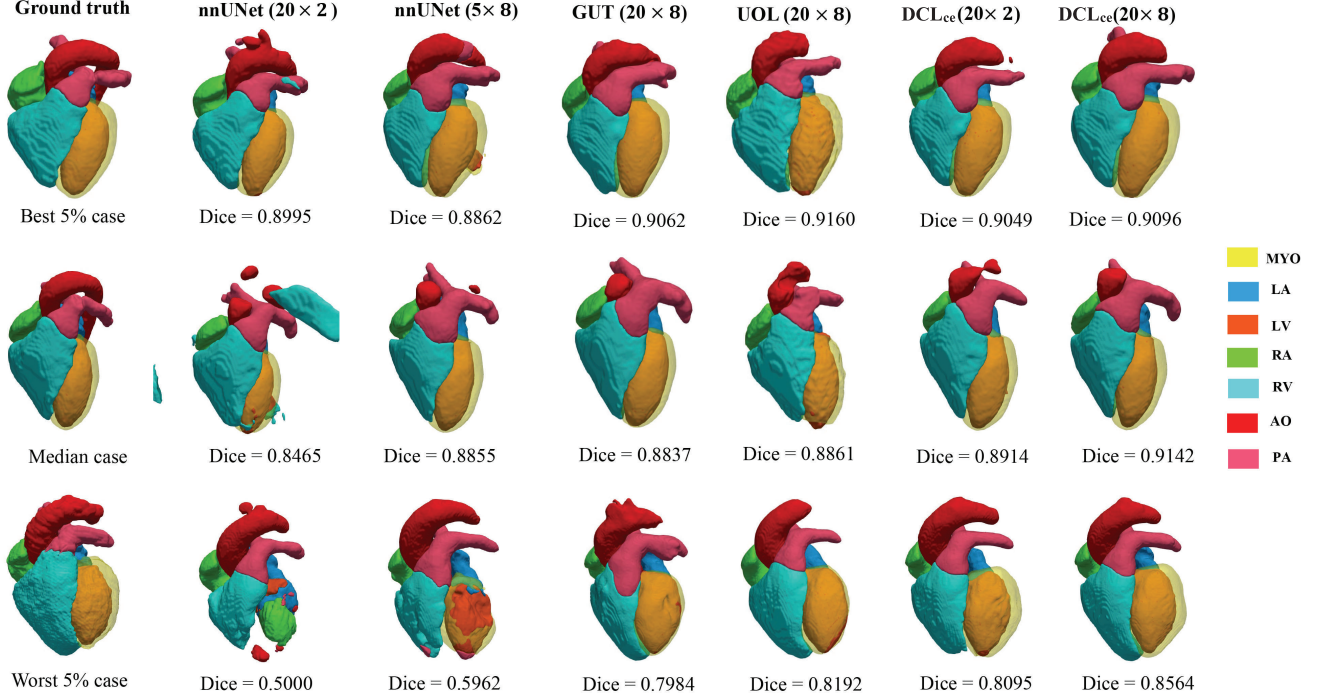 Ground truth nnUNet (20 × 2) nnUNet (5× 8) GUT (20 × 8) UOL (20 × 8) DCLce(20× 2) DCLce(20× 8)
Best 5% case Dice = 0.8995 Dice = 0.8862 Dice = 0.9062 Dice = 0.9160 Dice = 0.9049 Dice = 0.9096
MYO
LA
LV
RA
RV
AO
PA
Median case Dice = 0.8465 Dice = 0.8855 Dice = 0.8837 Dice = 0.8861 Dice = 0.8914 Dice = 0.9142
Worst 5% case Dice = 0.5000 Dice = 0.5962 Dice = 0.7984 Dice = 0.8192 Dice = 0.8095 Dice = 0.8564